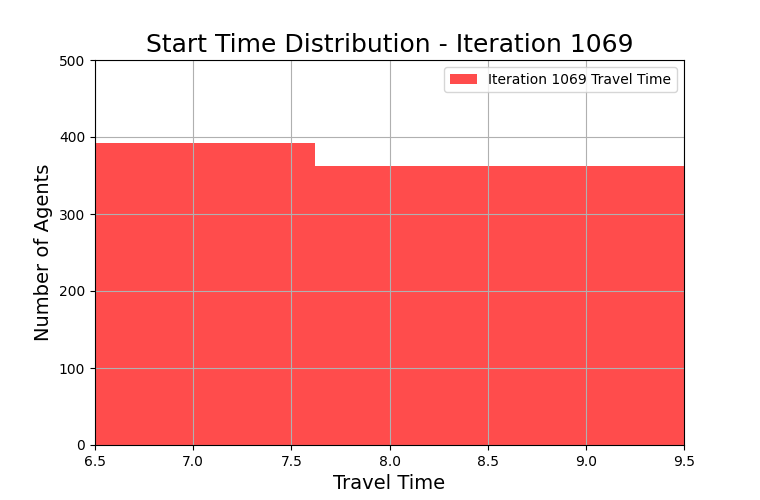 Start Time Distribution - Iteration 1069
Iteration 1069 Travel Time
Number of Agents
500
400
300
200
100
0
6.5 7.0 7.5 8.0 8.5 9.0 9.5
Travel Time